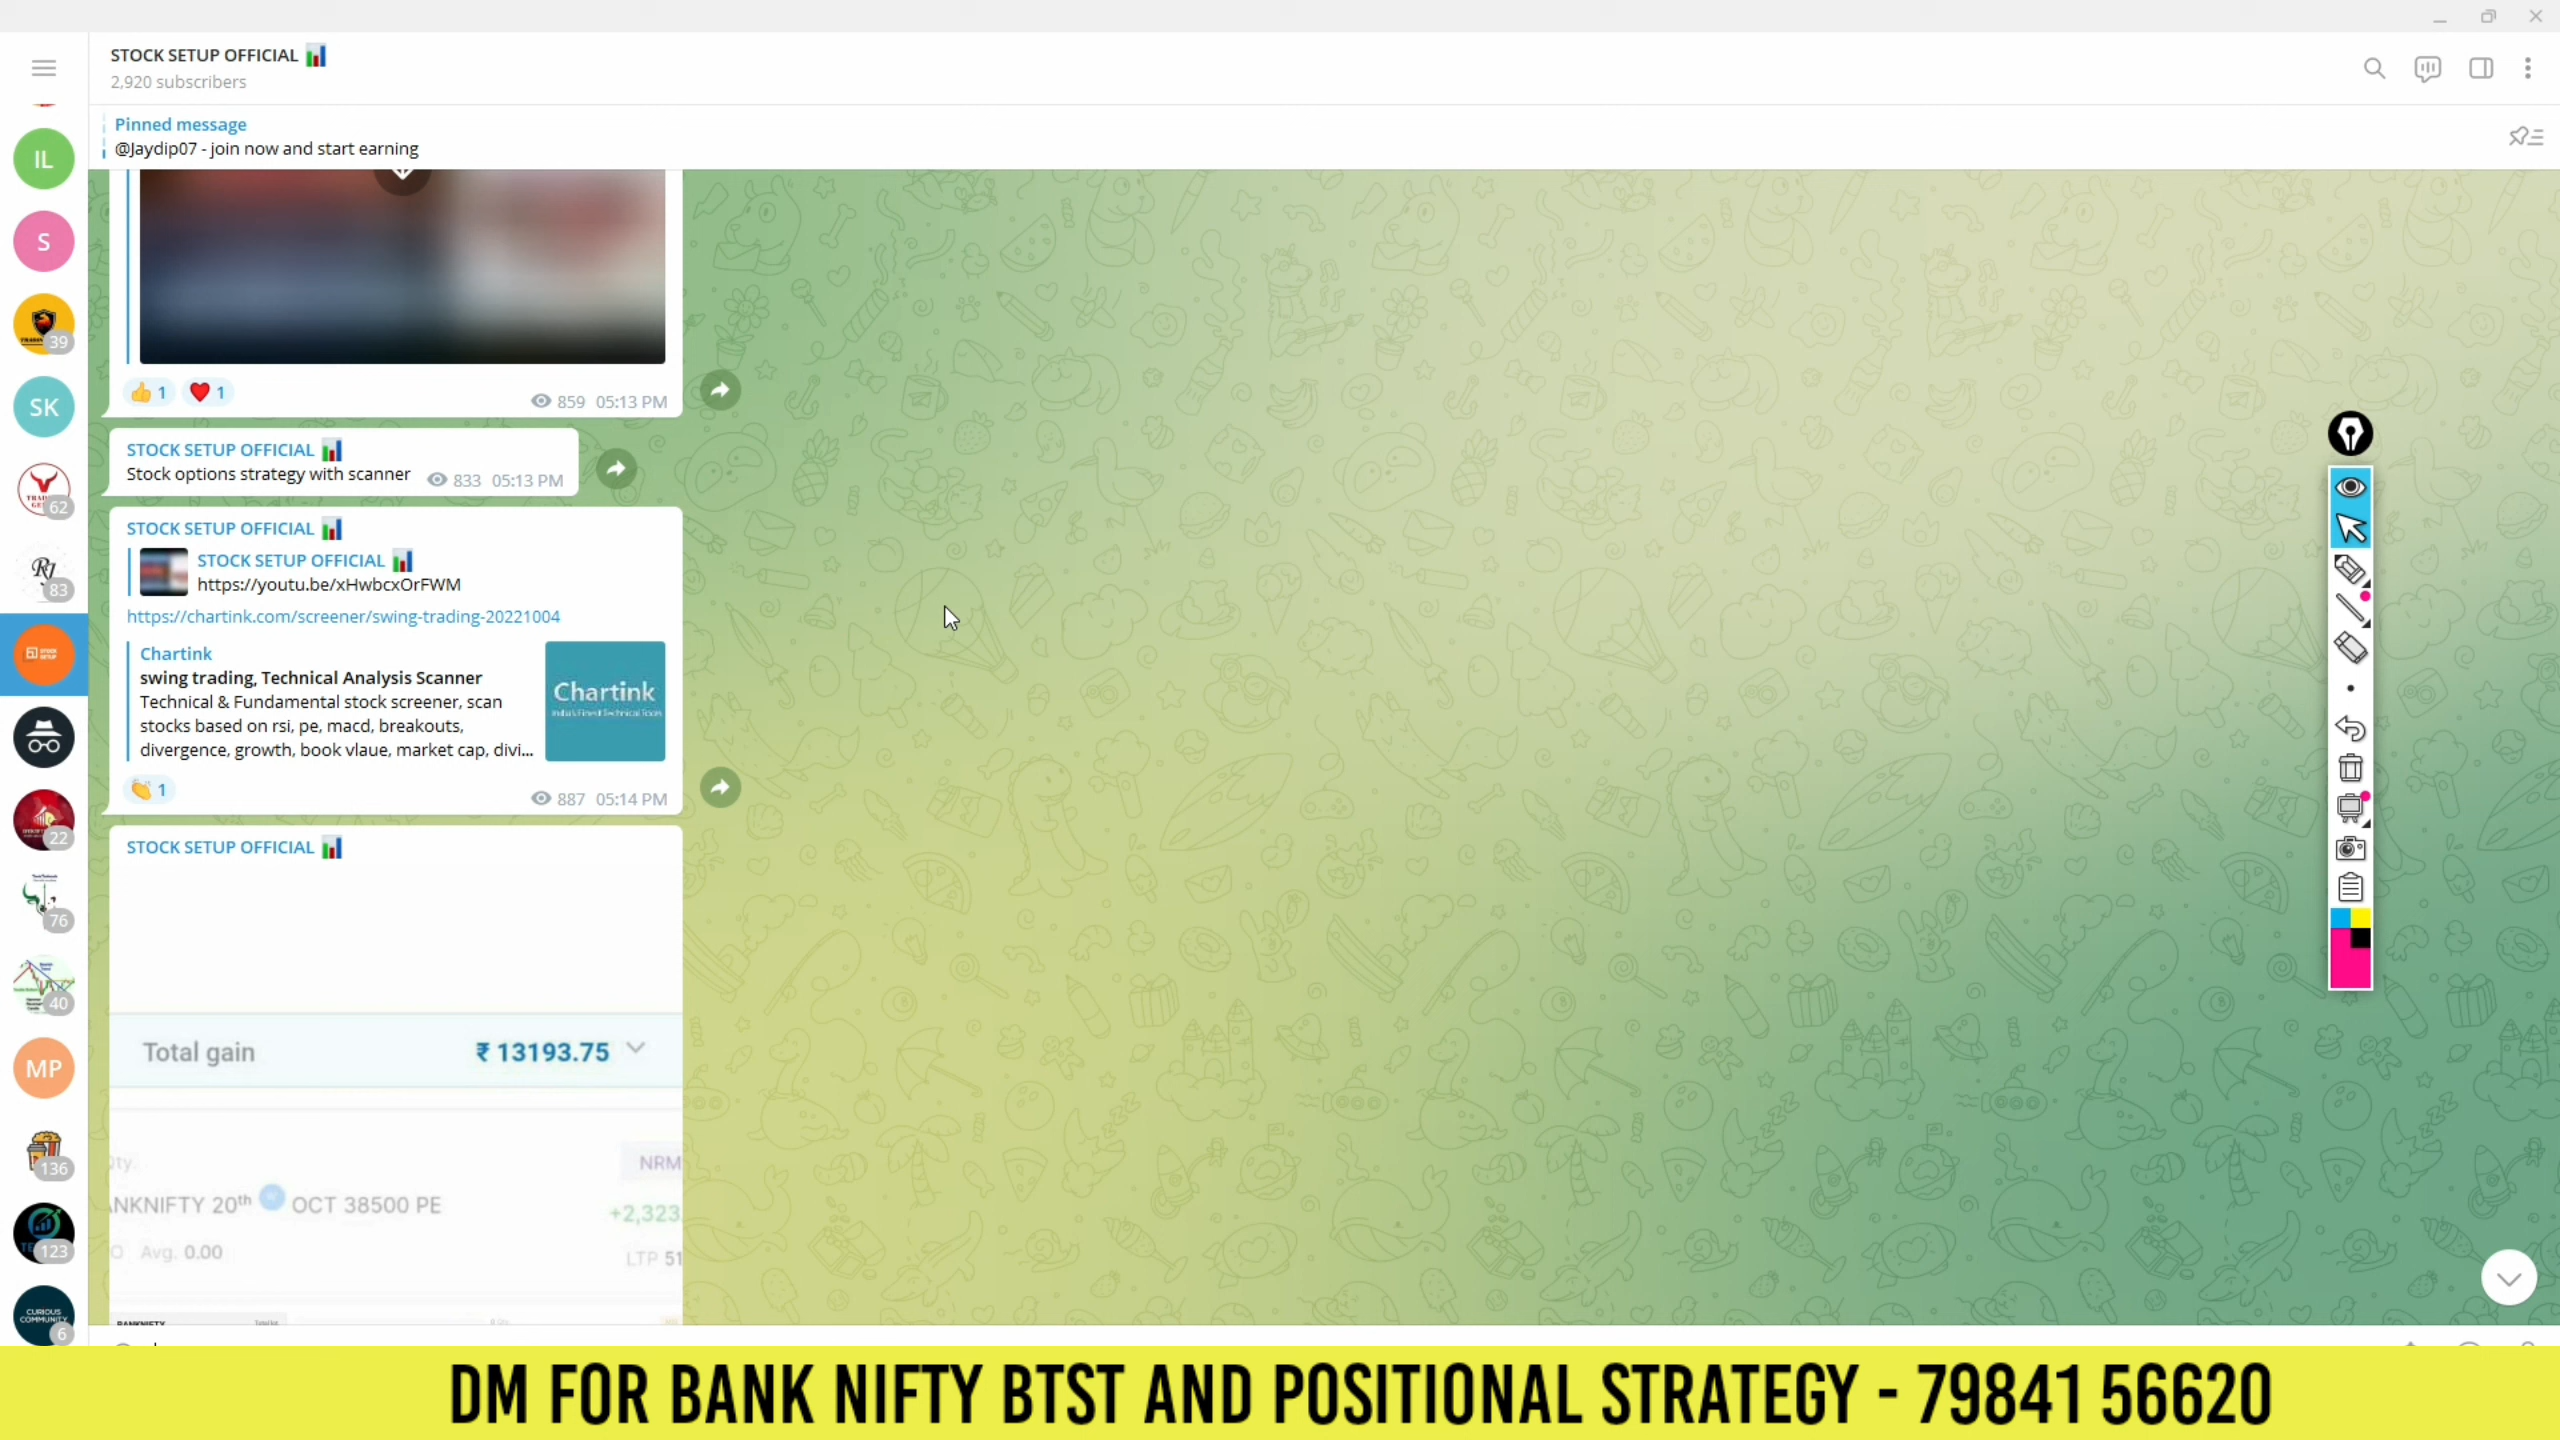 STOCK SETUP OFFICIAL
2,920 subscribers
Pinned message
@Jaydip07 - join now and start earning
IL
S
39
SK
62
RJ
83
STOCK SETUP
22
76
40
MP
136
123
CURIOUS COMMUNITY
6
1 1
859 05:13 PM
STOCK SETUP OFFICIAL
Stock options strategy with scanner 833 05:13 PM
STOCK SETUP OFFICIAL
STOCK SETUP OFFICIAL
https://youtu.be/xHwbcxOrFWM
https://chartink.com/screener/swing-trading-20221004
Chartink
swing trading, Technical Analysis Scanner
Technical & Fundamental stock screener, scan
stocks based on rsi, pe, macd, breakouts,
divergence, growth, book vlaue, market cap, divi...
Chartink
1
887 05:14 PM
STOCK SETUP OFFICIAL
Total gain ₹ 13193.75
NRM
NKNIFTY 20th OCT 38500 PE
+2,323
Avg. 0.00
LTP 51
BANKNIFTY
DM FOR BANK NIFTY BTST AND POSITIONAL STRATEGY - 79841 56620